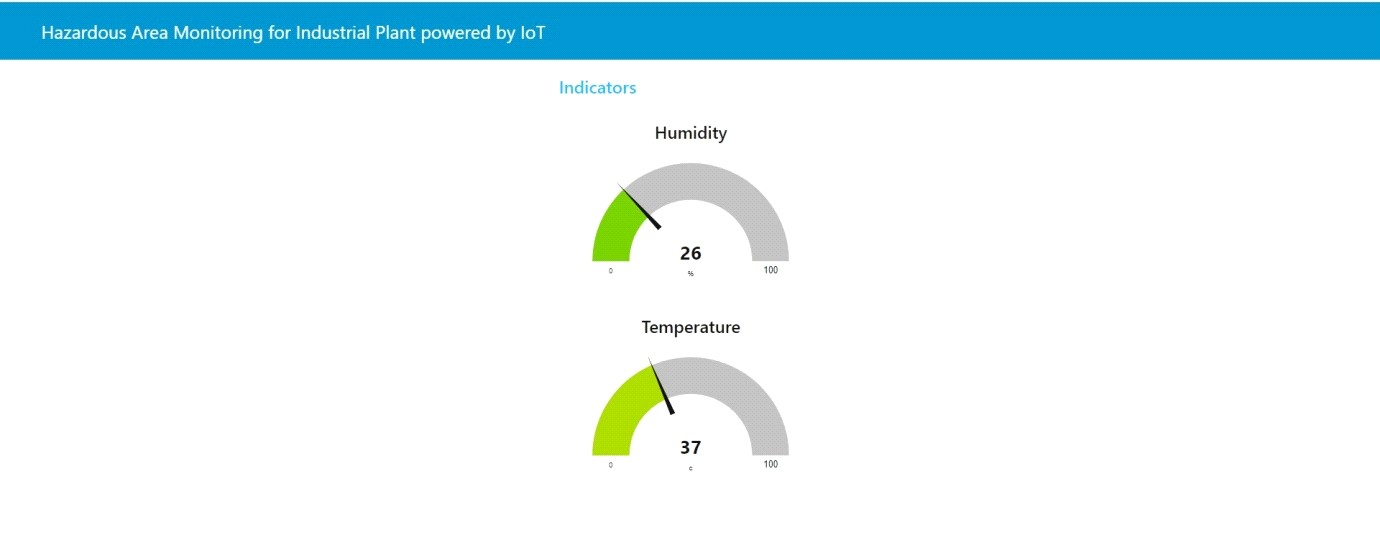 Hazardous Area Monitoring for Industrial Plant powered by IoT
Indicators
Humidity
26
%
0
100
Temperature
37
c
0
100